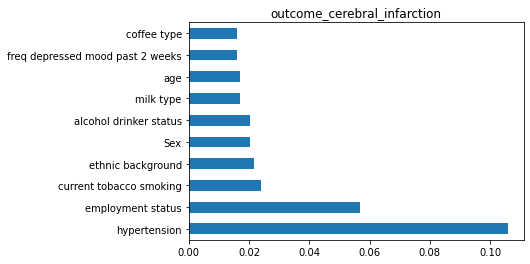 outcome_cerebral_infarction
coffee type
freq depressed mood past 2 weeks
age
milk type
alcohol drinker status
Sex
ethnic background
current tobacco smoking
employment status
hypertension
0.00 0.02 0.04 0.06 0.08 0.10